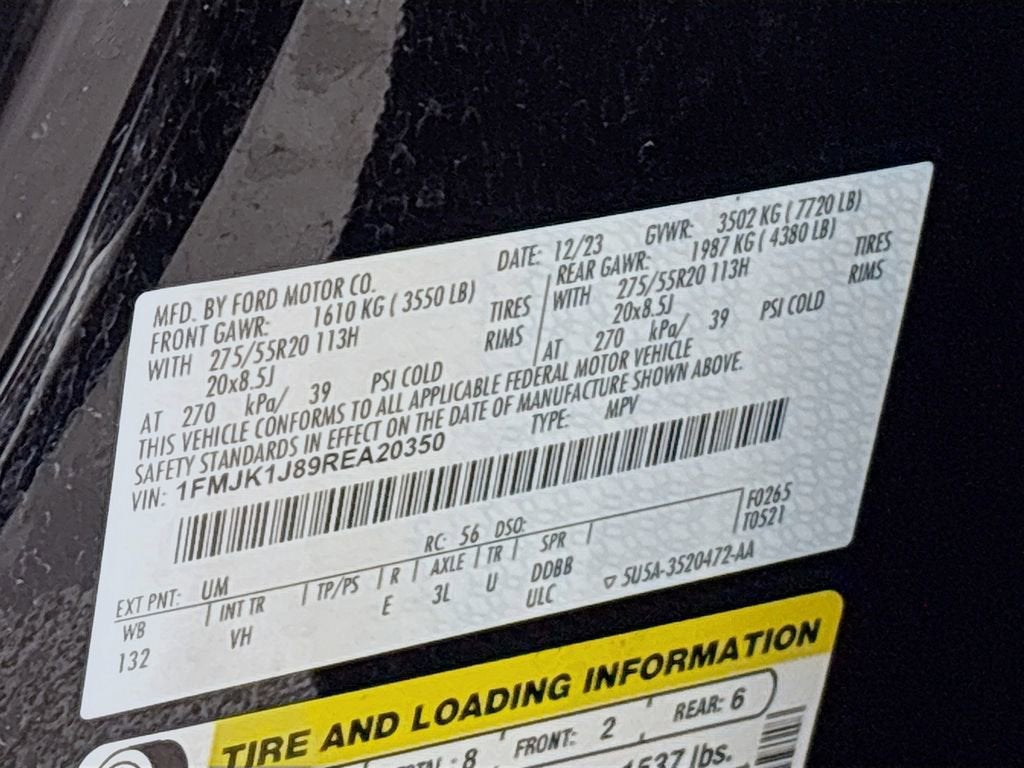 MFD. BY FORD MOTOR CO.
DATE: 12/23 GVWR: 3502 KG ( 7720 LB)
FRONT GAWR: 1610 KG ( 3550 LB)
WITH 275/55R20 113H TIRES
20x8.5J RIMS
AT 270 kPa/ 39 PSI COLD
REAR GAWR: 1987 KG ( 4380 LB)
WITH 275/55R20 113H TIRES
20x8.5J RIMS
AT 270 kPa/ 39 PSI COLD
THIS VEHICLE CONFORMS TO ALL APPLICABLE FEDERAL MOTOR VEHICLE
SAFETY STANDARDS IN EFFECT ON THE DATE OF MANUFACTURE SHOWN ABOVE.
VIN: 1FMJK1J89REA20350 TYPE: MPV
F0265
T0521
EXT PNT: UM RC: 56 DSO:
WB INT TR TP/PS R AXLE TR SPR
132 VH E 3L U DDBB
ULC
5U5A-3520472-AA
TIRE AND LOADING INFORMATION
8 FRONT: 2 REAR: 6
lbs.